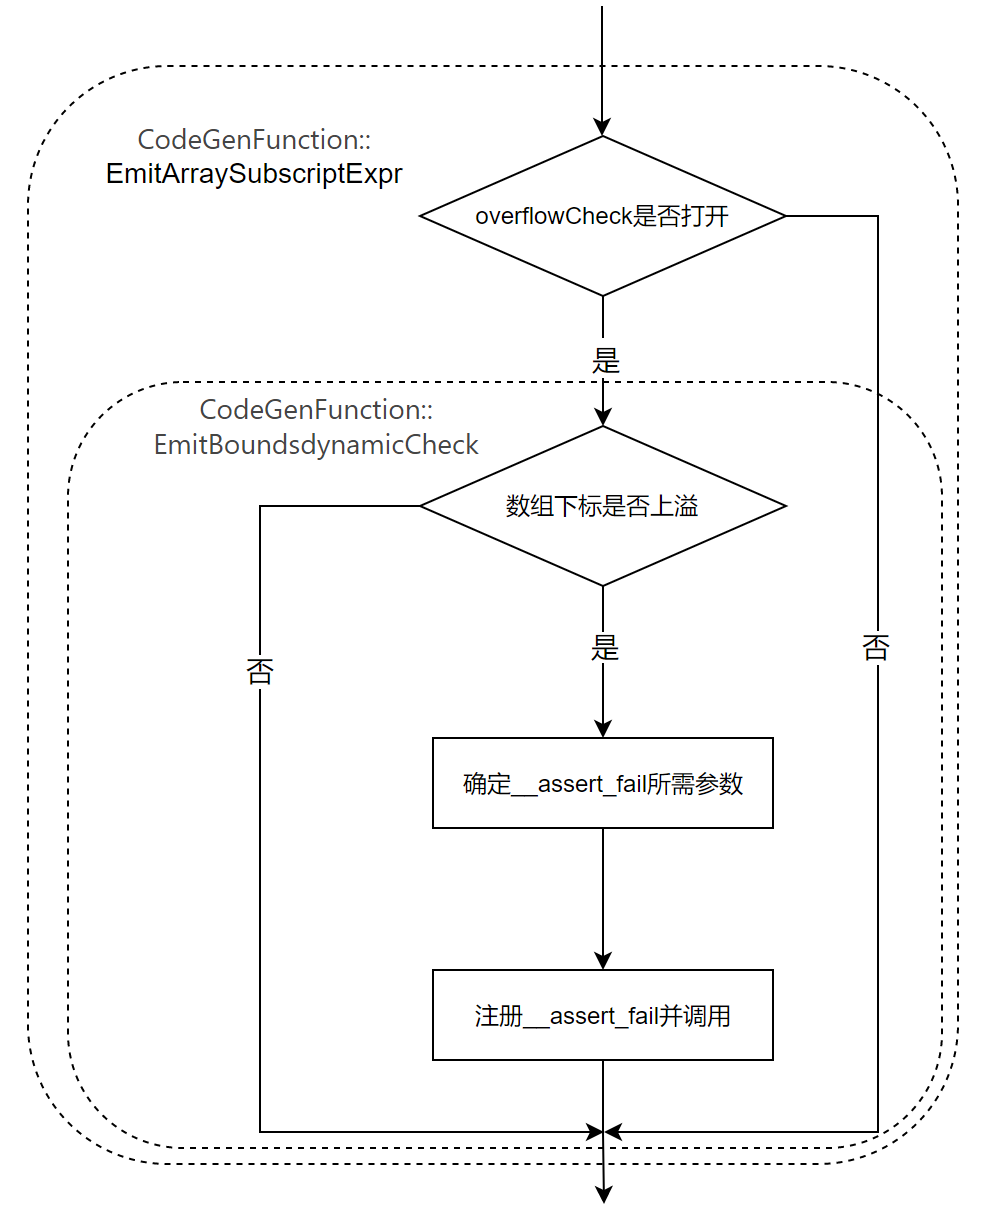 CodeGenFunction::
EmitArraySubscriptExpr
overflowCheck是否打开
是
CodeGenFunction::
EmitBoundsdynamicCheck
数组下标是否上溢
是
否
否
确定__assert_fail所需参数
注册__assert_fail并调用